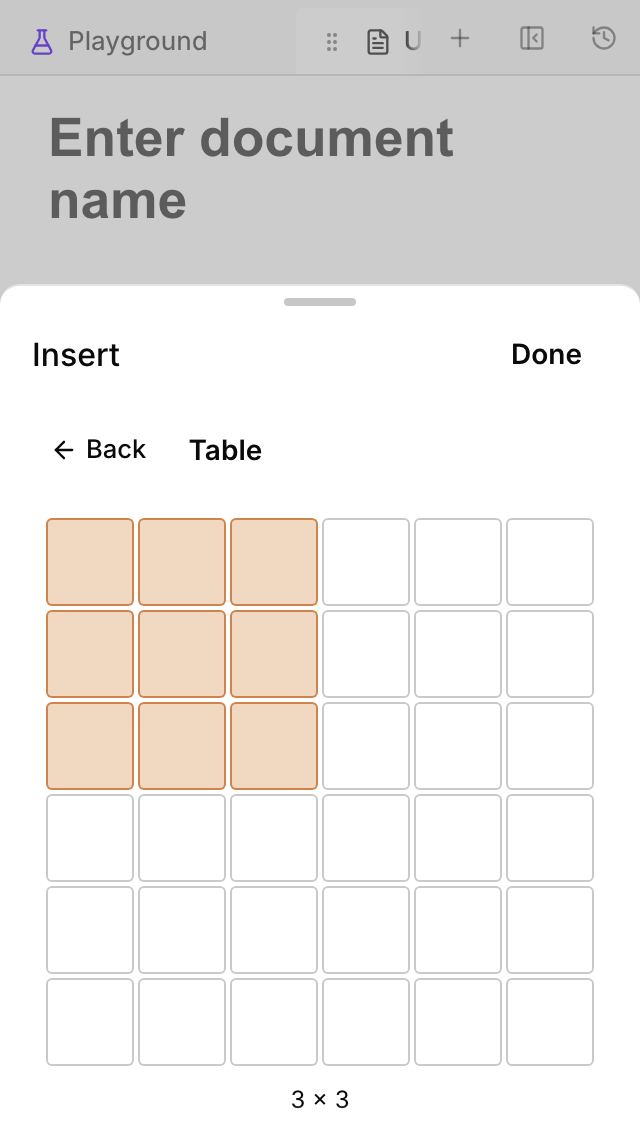 Playground
U
Enter document
name
Insert
Done
Back
Table
3 × 3